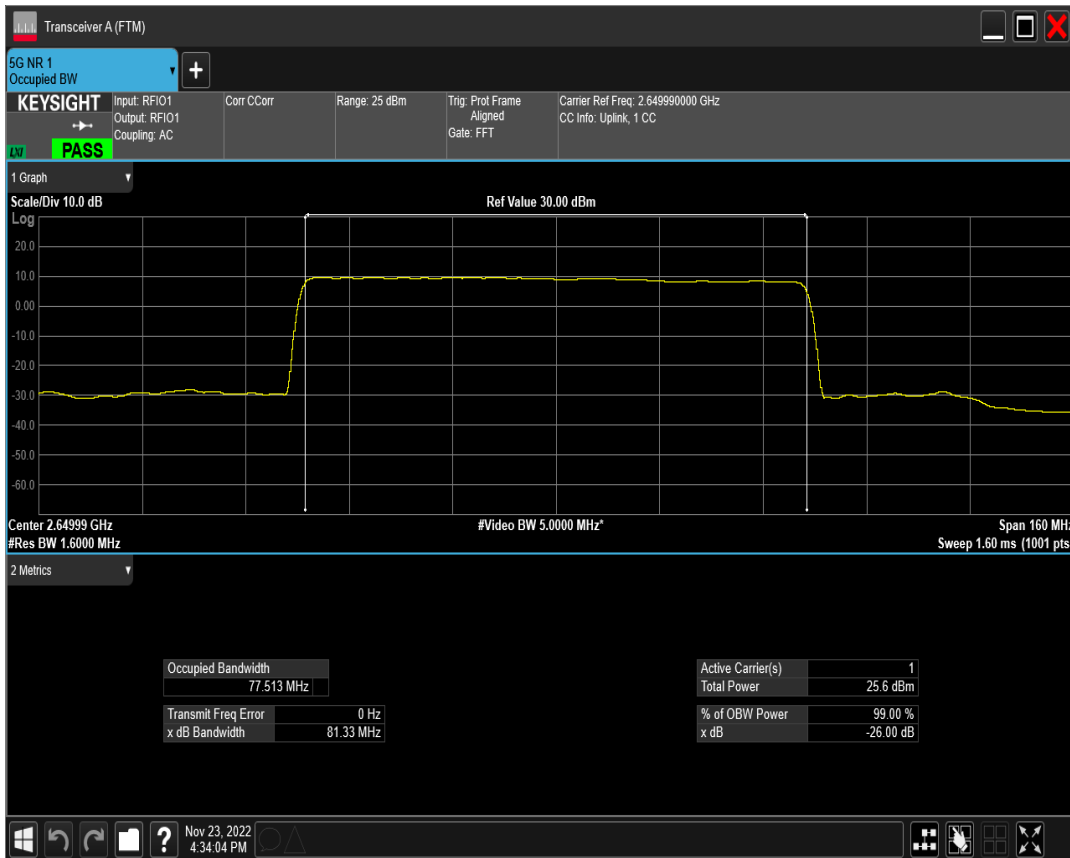 Transceiver A (FTM)
5G NR 1
Occupied BW
+
KEYSIGHT
LXI
PASS
Input: RFIO1
Output: RFIO1
Coupling: AC
Corr CCorr
Range: 25 dBm
Trig: Prot Frame
Aligned
Gate: FFT
Carrier Ref Freq: 2.649990000 GHz
CC Info: Uplink, 1 CC
1 Graph
Scale/Div 10.0 dB
Ref Value 30.00 dBm
Log
20.0
10.0
0.00
-10.0
-20.0
-30.0
-40.0
-50.0
-60.0
Center 2.64999 GHz
#Video BW 5.0000 MHz*
Span 160 MHz
#Res BW 1.6000 MHz
Sweep 1.60 ms (1001 pts
2 Metrics
Occupied Bandwidth
77.513 MHz
Transmit Freq Error 0 Hz
x dB Bandwidth 81.33 MHz
Active Carrier(s) 1
Total Power 25.6 dBm
% of OBW Power 99.00 %
x dB -26.00 dB
?
Nov 23, 2022
4:34:04 PM